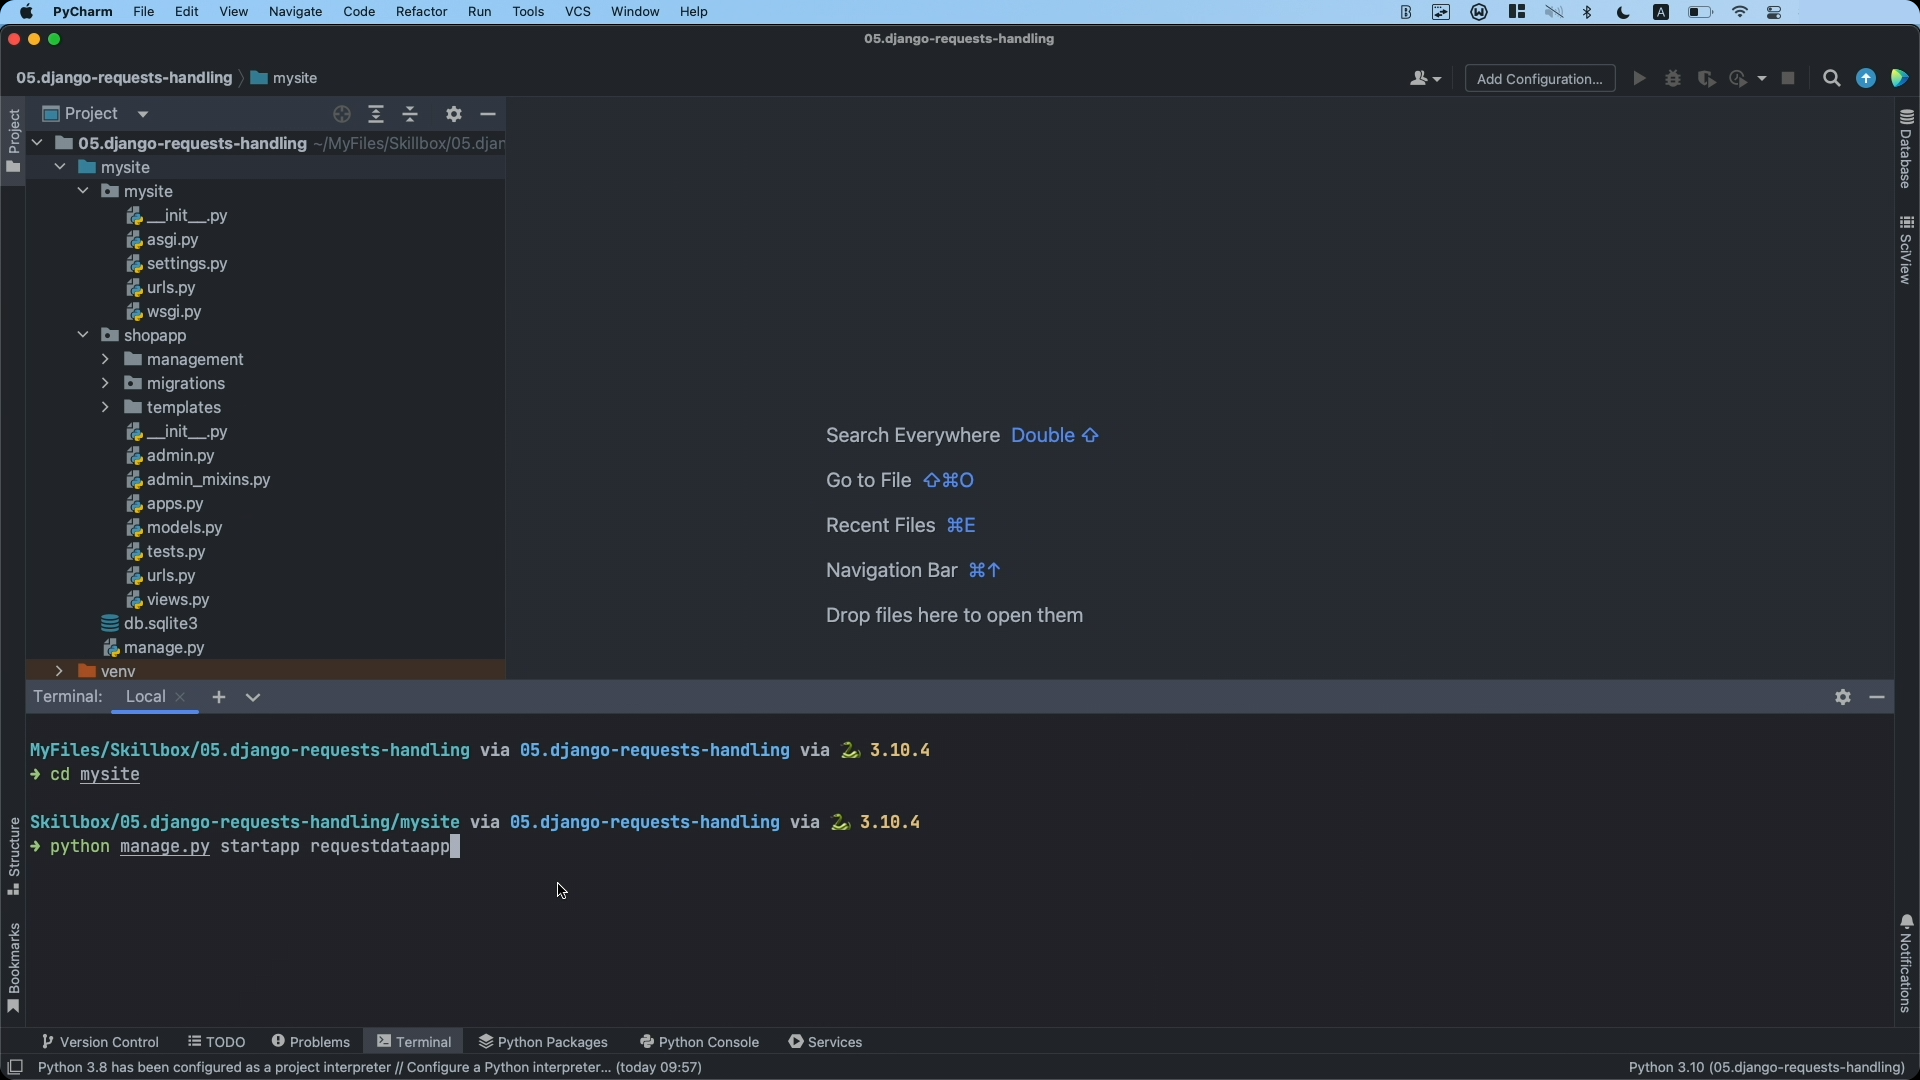 PyCharm File Edit View Navigate Code Refactor Run Tools VCS Window Help
A
05.django-requests-handling
05.django-requests-handling mysite
Add Configuration...
Project
Project
05.django-requests-handling ~/MyFiles/Skillbox/05.djan
mysite
mysite
__init__.py
asgi.py
settings.py
urls.py
wsgi.py
shopapp
management
migrations
templates
__init__.py
admin.py
admin_mixins.py
apps.py
models.py
tests.py
urls.py
views.py
db.sqlite3
manage.py
venv
Search Everywhere Double ⇧
Go to File ⇧⌘O
Recent Files ⌘E
Navigation Bar ⌘↑
Drop files here to open them
Database
SciView
Terminal: Local × +
MyFiles/Skillbox/05.django-requests-handling via 05.django-requests-handling via 🐍 3.10.4
➜ cd mysite
Skillbox/05.django-requests-handling/mysite via 05.django-requests-handling via 🐍 3.10.4
➜ python manage.py startapp requestdataapp
Structure
Bookmarks
Notifications
Version Control TODO Problems Terminal Python Packages Python Console Services
Python 3.8 has been configured as a project interpreter // Configure a Python interpreter... (today 09:57)
Python 3.10 (05.django-requests-handling)